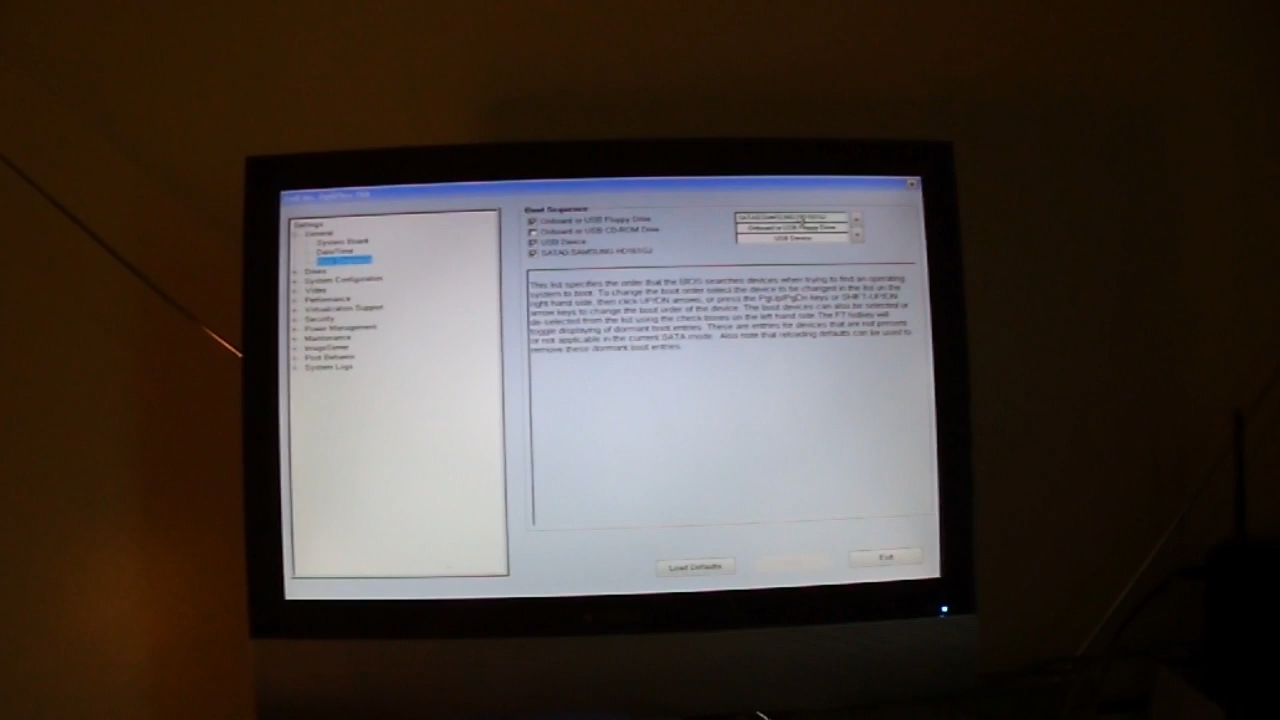 Settings
General
System Board
Date/Time
Drives
System Configuration
Video
Performance
Virtualization Support
Security
Power Management
Maintenance
ImageServer
Post Behavior
System Logs
Boot Sequence
Onboard or USB Floppy Drive
Onboard or USB CD-ROM Drive
USB Device
SATA0:SAMSUNG
SATA0:SAMSUNG
Onboard or USB Floppy Drive
USB Device
This list specifies the order that the BIOS searches devices when trying to find an operating
system to boot. To change the boot order select the device to be changed in the list on the
right hand side, then click UP/DN arrows, or press the PgUp/PgDn keys or SHIFT-UP/DN
arrow keys to change the boot order of the device. The boot devices can also be selected or
de-selected from the list using the check boxes on the left hand side. The F7 hotkey will
toggle displaying of dormant boot entries. These are entries for devices that are not present
or not applicable in the current SATA mode. Also note that reloading defaults can be used to
remove these dormant boot entries.
Load Defaults
Exit